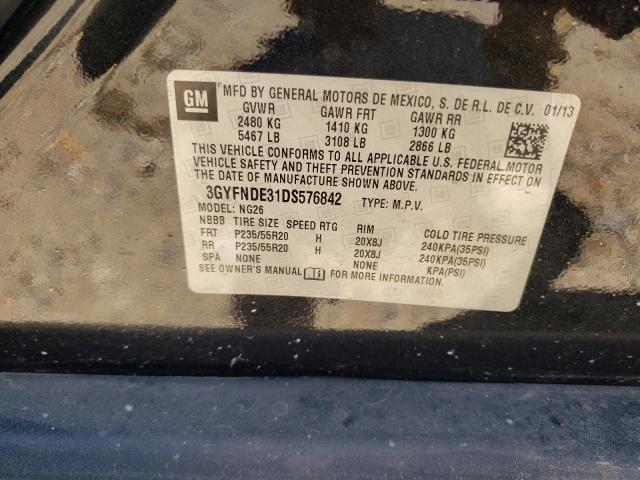 GM MFD BY GENERAL MOTORS DE MEXICO, S. DE R.L. DE C.V. 01/13
GVWR GAWR FRT GAWR RR
2480 KG 1410 KG 1300 KG
5467 LB 3108 LB 2866 LB
THIS VEHICLE CONFORMS TO ALL APPLICABLE U.S. FEDERAL MOTOR
VEHICLE SAFETY AND THEFT PREVENTION STANDARDS IN EFFECT ON
THE DATE OF MANUFACTURE SHOWN ABOVE.
3GYFNDE31DS576842 TYPE: M.P.V.
MODEL: NG26
NBBB TIRE SIZE SPEED RTG RIM COLD TIRE PRESSURE
FRT P235/55R20 H 20X8J 240KPA(35PSI)
RR P235/55R20 H 20X8J 240KPA(35PSI)
SPA NONE NONE KPA(PSI)
SEE OWNER'S MANUAL FOR MORE INFORMATION.